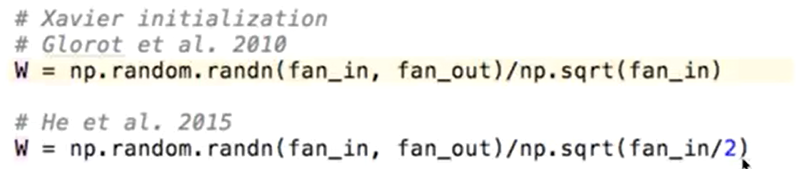 # Xavier initialization
# Glorot et al. 2010
W = np.random.randn(fan_in, fan_out)/np.sqrt(fan_in)
# He et al. 2015
W = np.random.randn(fan_in, fan_out)/np.sqrt(fan_in/2)